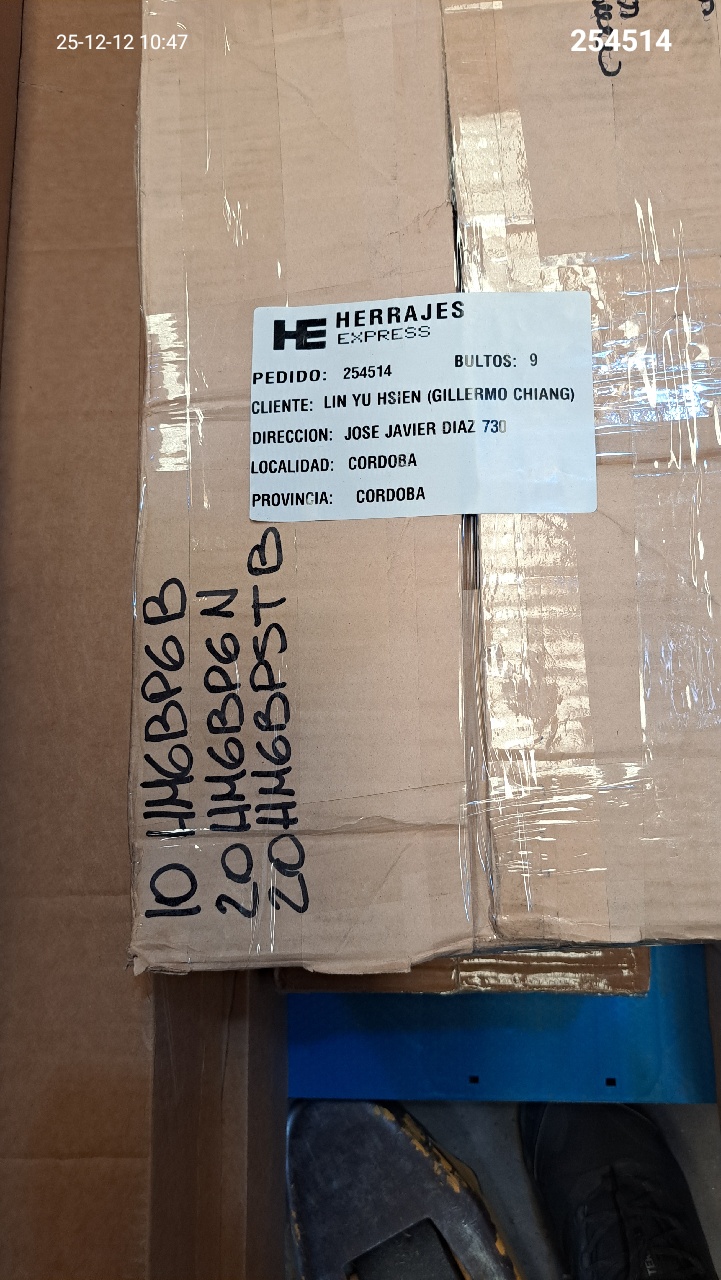 25-12-12 10:47
254514
HE HERRAJES
EXPRESS
PEDIDO: 254514 BULTOS: 9
CLIENTE: LIN YU HSIEN (GILLERMO CHIANG)
DIRECCION: JOSE JAVIER DIAZ 730
LOCALIDAD: CORDOBA
PROVINCIA: CORDOBA
10 HM6BP6B
20 HM6BP6N
20 HM6BPSTB